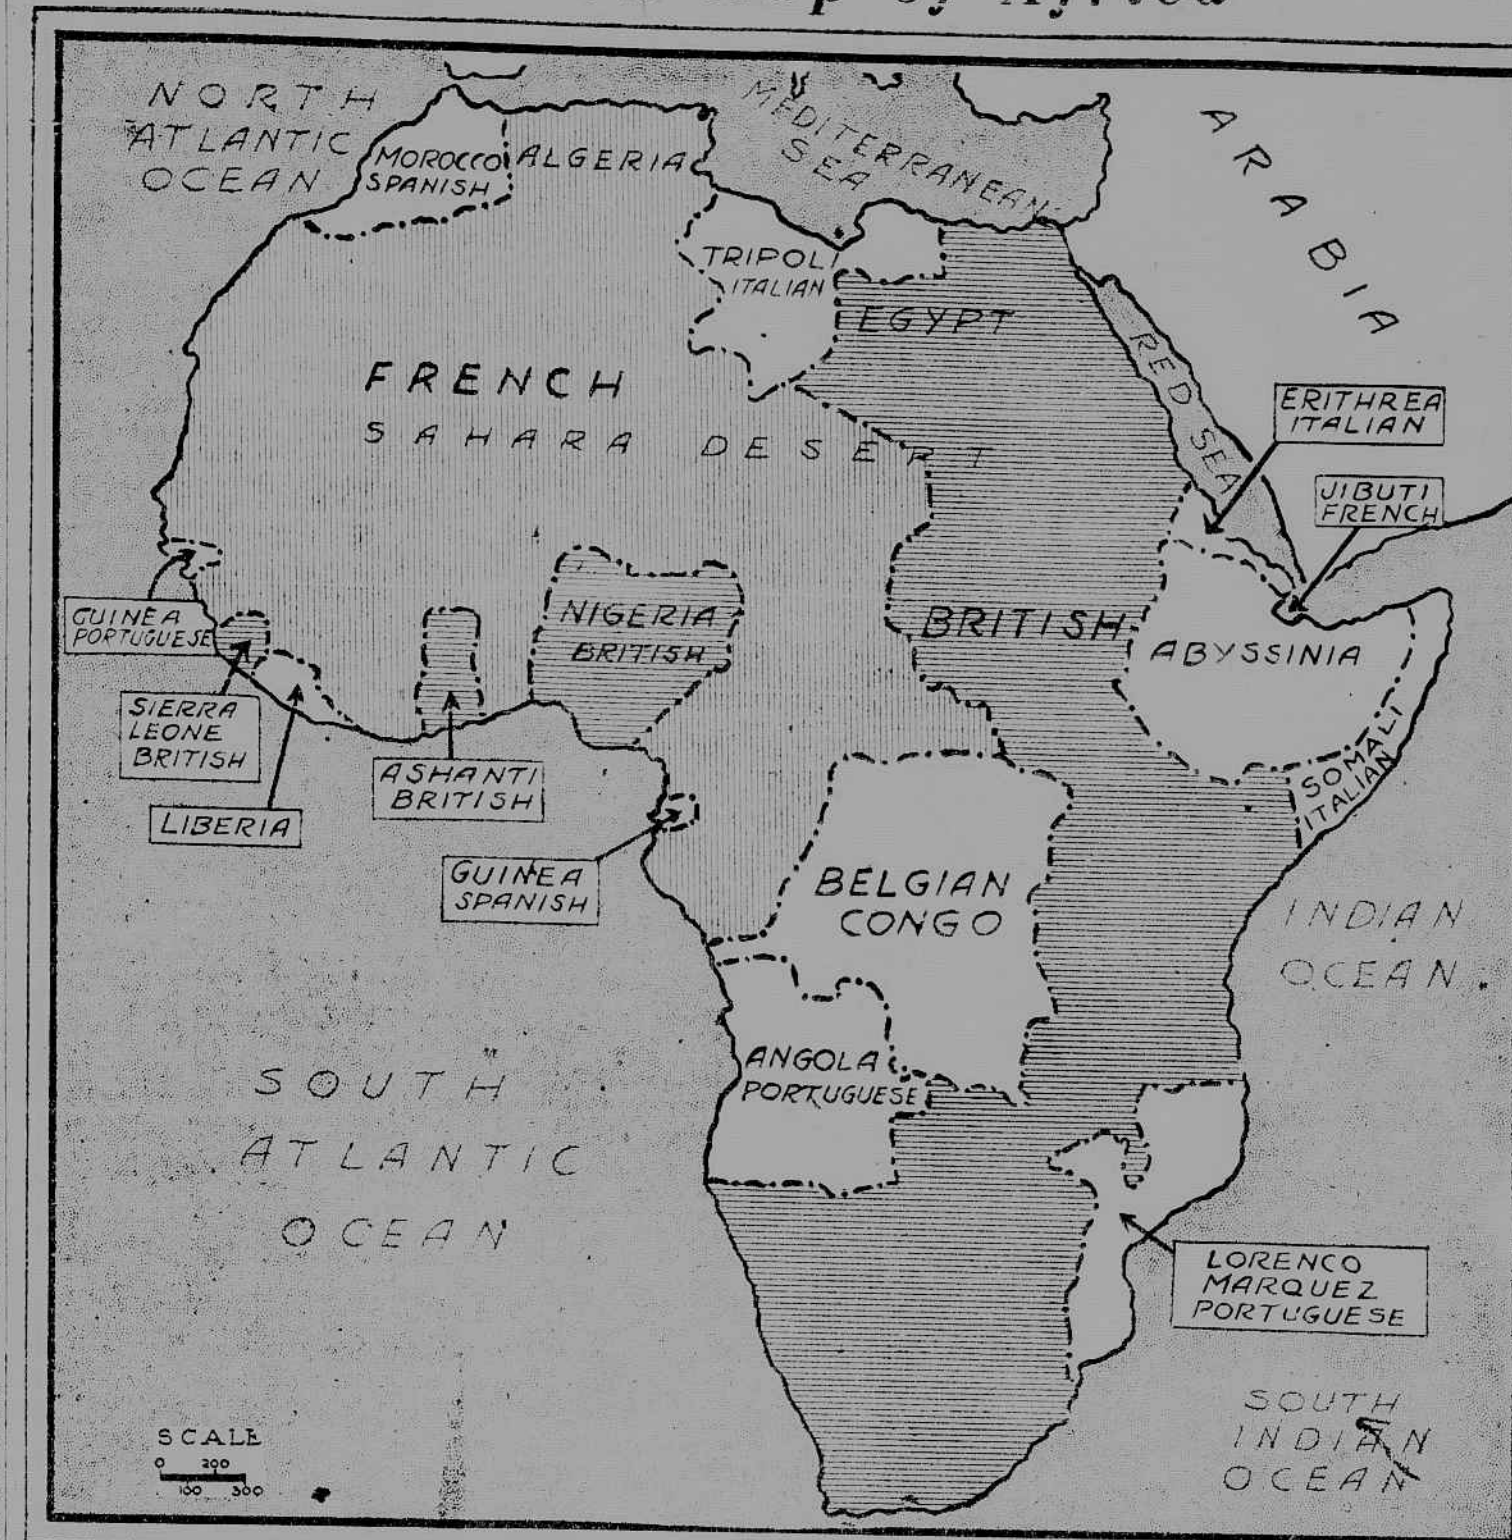 NORTH
ATLANTIC
OCEAN
MOROCCO
SPANISH
ALGERIA
MEDITERRANEAN
SEA
ARABIA
TRIPOLI
ITALIAN
EGYPT
RED SEA
FRENCH
SAHARA DESERT
ERITHREA
ITALIAN
JIBUTI
FRENCH
GUINEA
PORTUGUESE
NIGERIA
BRITISH
BRITISH
ABYSSINIA
SIERRA
LEONE
BRITISH
LIBERIA
ASHANTI
BRITISH
SOMALI
ITALIAN
GUINEA
SPANISH
BELGIAN
CONGO
INDIAN
OCEAN
ANGOLA
PORTUGUESE
SOUTH
ATLANTIC
OCEAN
LORENCO
MARQUEZ
PORTUGUESE
SOUTH
INDIAN
OCEAN
SCALE
0 200
100 300